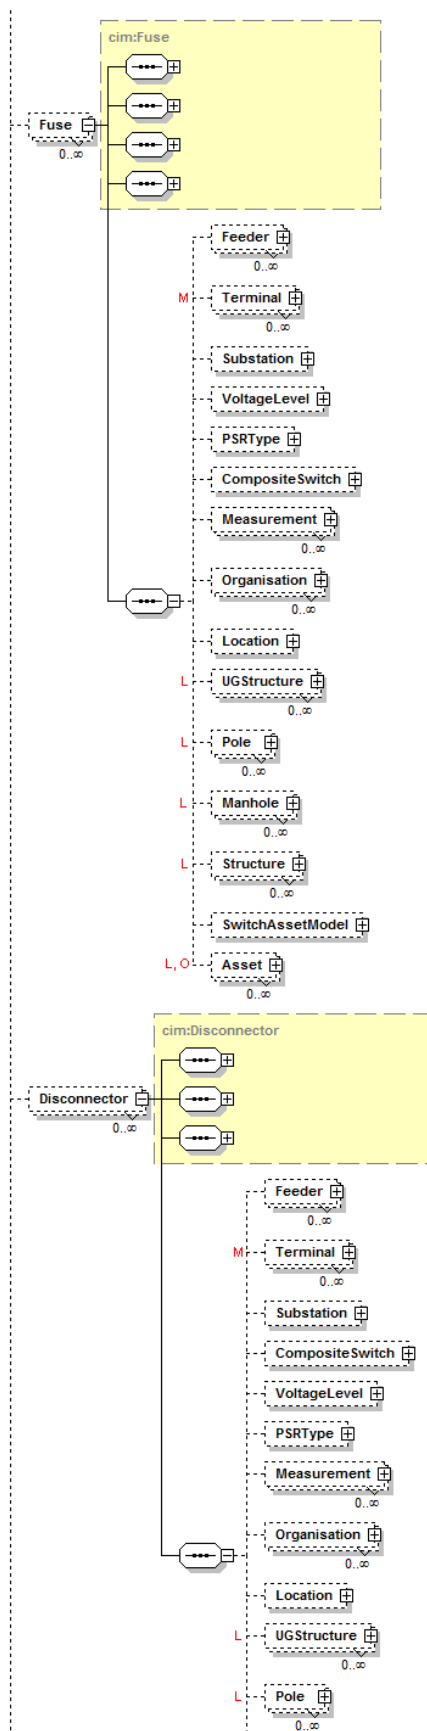 cim:Fuse
Fuse
0..∞
Feeder
0..∞
M Terminal
0..∞
Substation
VoltageLevel
PSRType
CompositeSwitch
Measurement
0..∞
Organisation
0..∞
Location
L UGStructure
0..∞
L Pole
0..∞
L Manhole
0..∞
L Structure
0..∞
SwitchAssetModel
L, O Asset
0..∞
cim:Disconnector
Disconnector
0..∞
Feeder
0..∞
M Terminal
0..∞
Substation
CompositeSwitch
VoltageLevel
PSRType
Measurement
0..∞
Organisation
0..∞
Location
L UGStructure
0..∞
L Pole
0..∞